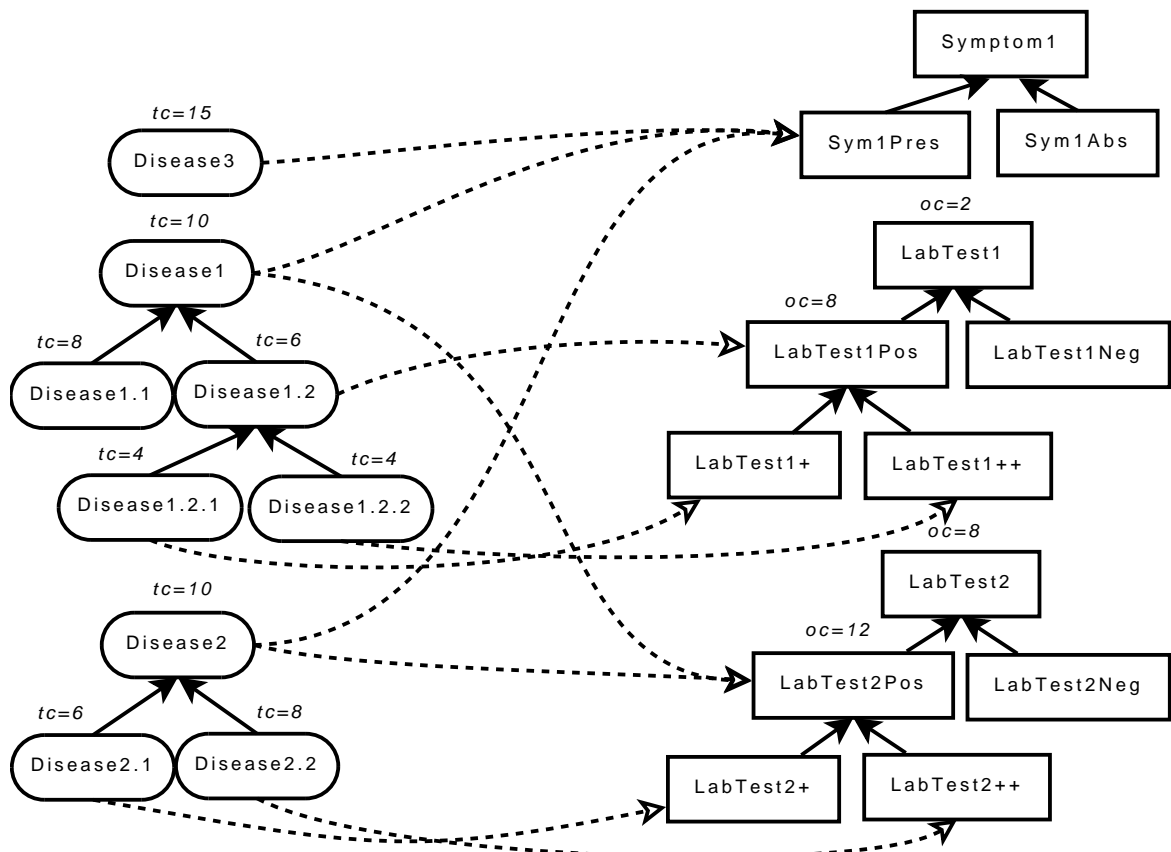 Symptom1
tc=15
Disease3
Sym1Pres
Sym1Abs
tc=10
Disease1
oc=2
LabTest1
tc=8
tc=6
Disease1.1
Disease1.2
oc=8
LabTest1Pos
LabTest1Neg
tc=4
tc=4
Disease1.2.1
Disease1.2.2
LabTest1+
LabTest1++
oc=8
LabTest2
tc=10
Disease2
oc=12
LabTest2Pos
LabTest2Neg
tc=6
tc=8
Disease2.1
Disease2.2
LabTest2+
LabTest2++